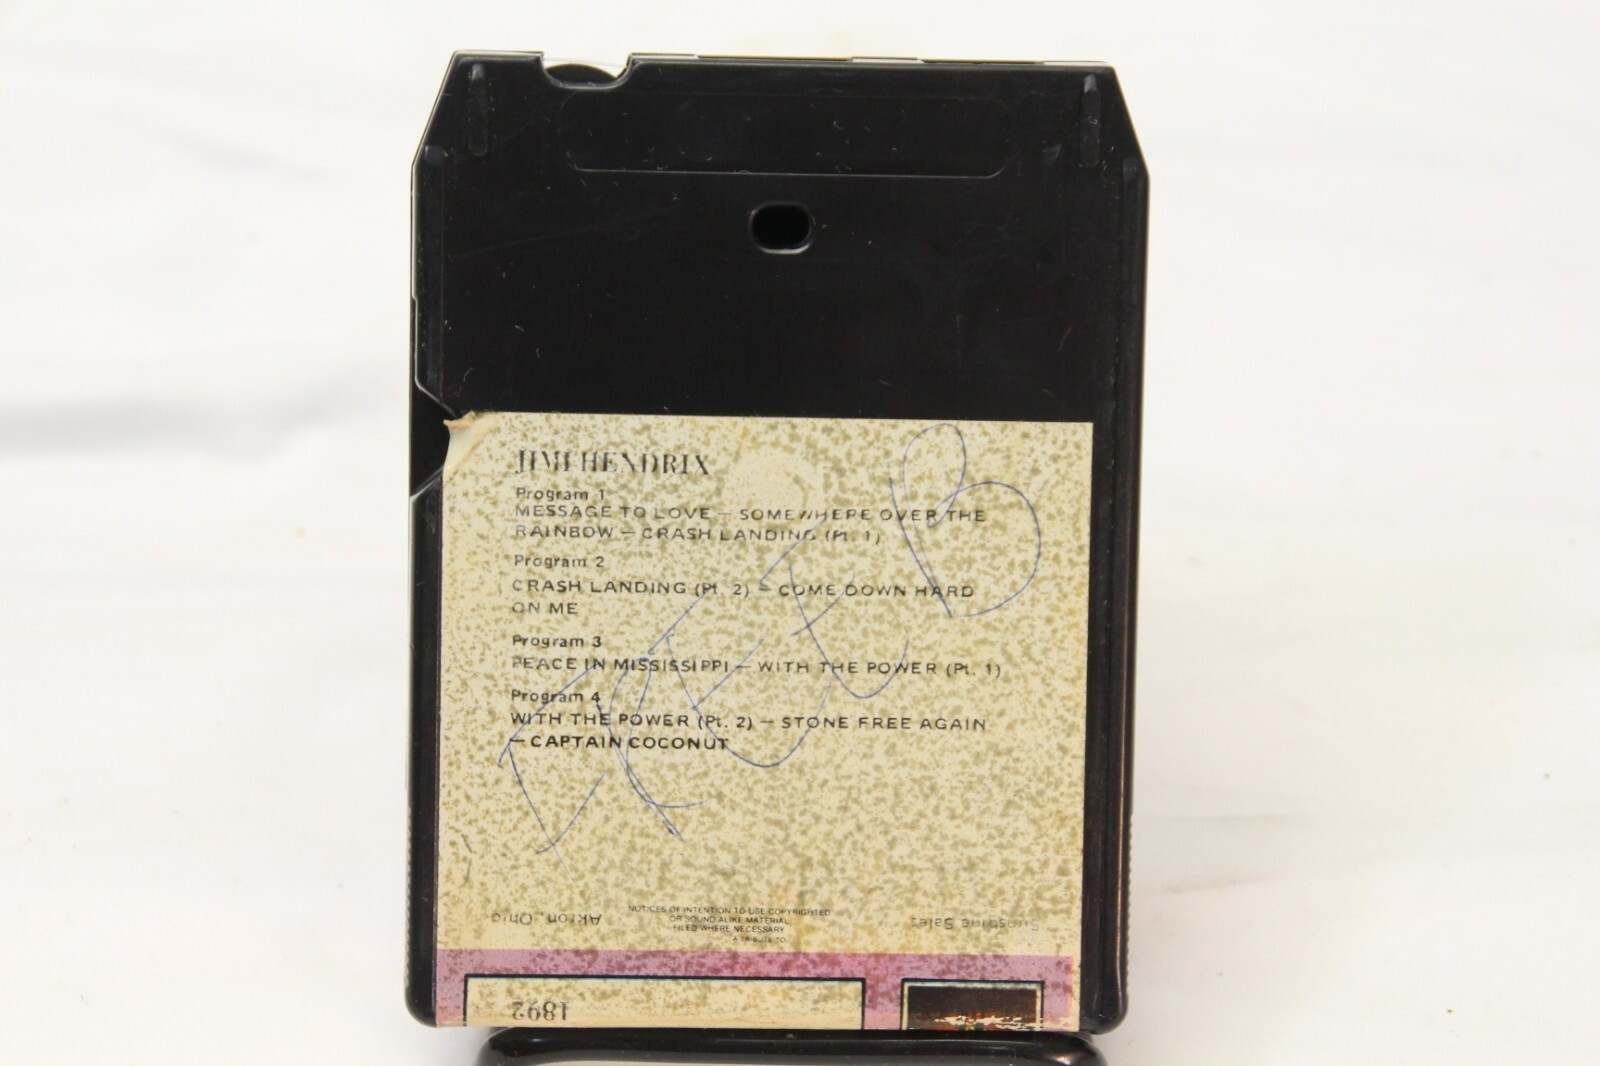 JIMI HENDRIX
Program 1
MESSAGE TO LOVE — SOMEWHERE OVER THE
RAINBOW — CRASH LANDING (Pt. 1)
Program 2
CRASH LANDING (Pt. 2) — COME DOWN HARD
ON ME
Program 3
PEACE IN MISSISSIPPI — WITH THE POWER (Pt. 1)
Program 4
WITH THE POWER (Pt. 2) — STONE FREE AGAIN
— CAPTAIN COCONUT
NOTICES OF INTENTION TO USE COPYRIGHTED
OR SOUND ALIKE MATERIAL
FILED WHERE NECESSARY
A TRIBUTE TO
Sunshine Sales
Akron, Ohio
1892